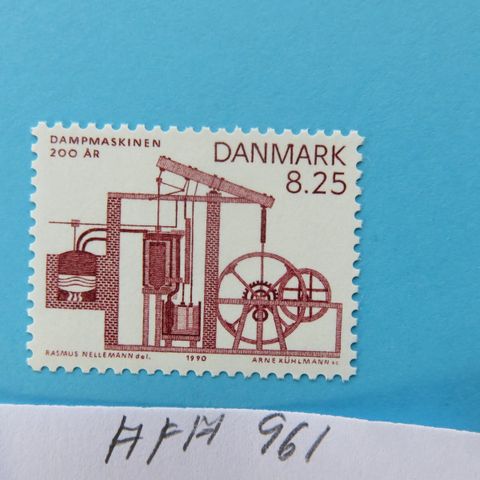 DAMPMASKINEN
200 ÅR
DANMARK
8.25
RASMUS NELLEMANN del. 1990 ARNE KÜHLMANN sc.
AFA 961